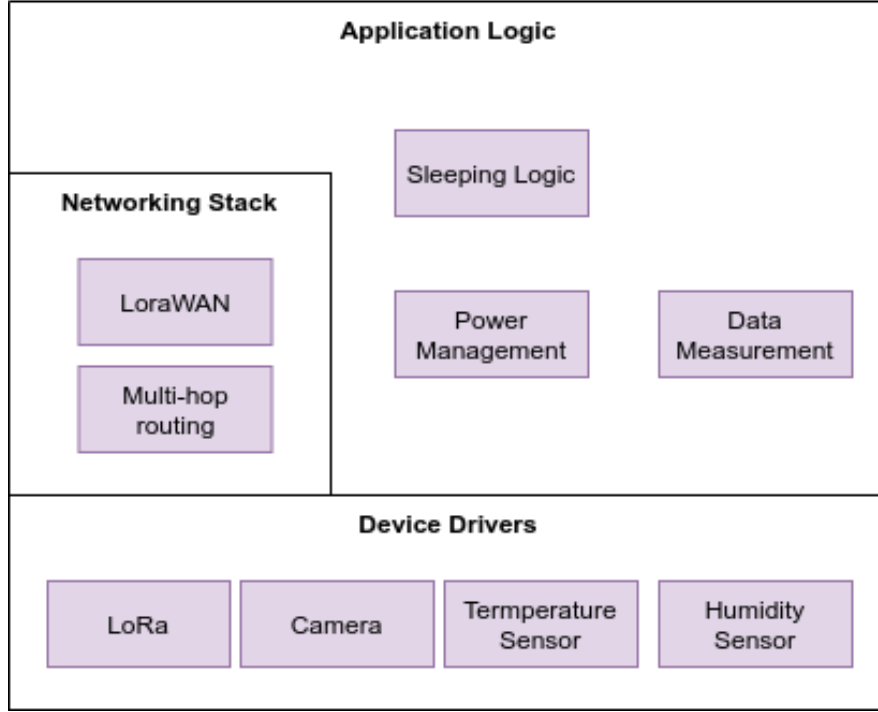 Application Logic
Sleeping Logic
Networking Stack
LoraWAN
Multi-hop
routing
Power
Management
Data
Measurement
Device Drivers
LoRa
Camera
Termperature
Sensor
Humidity
Sensor